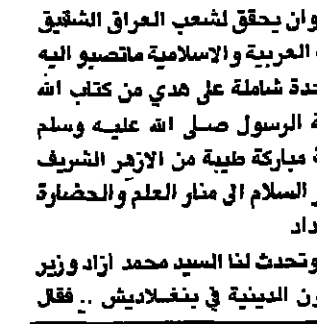 وان يحقق لشعب العراق الشقيق
العربية والاسلامية ماتصبو اليه
حدة شاملة على هدي من كتاب الله
ة الرسول صلى الله عليه وسلم
ة مباركة طيبة من الازهر الشريف
ر السلام الى منار العلم والحضارة
داد
وتحدث لنا السيد محمد ازاد وزير
ون الدينية في بنغلاديش .. فقال